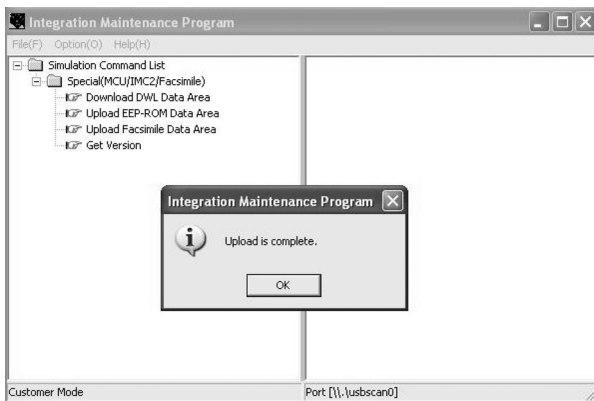 Integration Maintenance Program
File(F) Option(O) Help(H)
Simulation Command List
Special(MCU/IMC2/Facsimile)
Download DWL Data Area
Upload EEP-ROM Data Area
Upload Facsimile Data Area
Get Version
Integration Maintenance Program
Upload is complete.
OK
Customer Mode
Port [\\.\usbscan0]